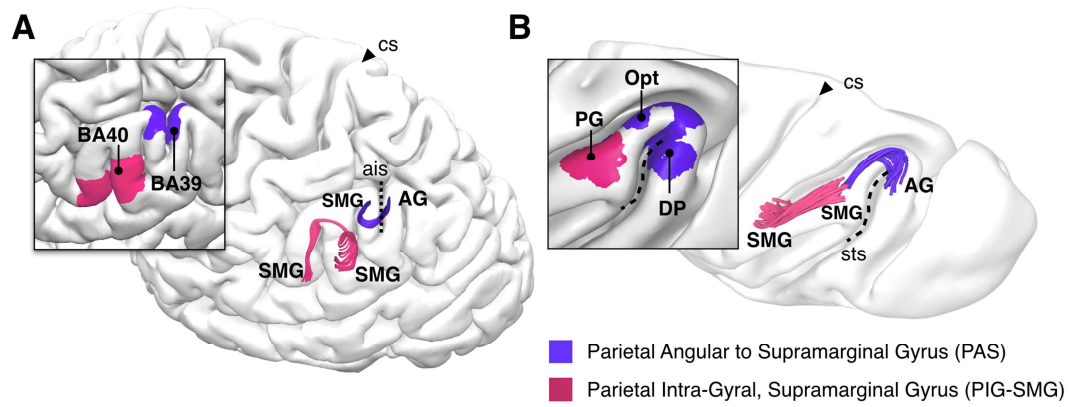 A
cs
BA40
BA39
ais
SMG
AG
SMG
SMG
B
cs
Opt
PG
DP
SMG
AG
SMG
sts
Parietal Angular to Supramarginal Gyrus (PAS)
Parietal Intra-Gyral, Supramarginal Gyrus (PIG-SMG)